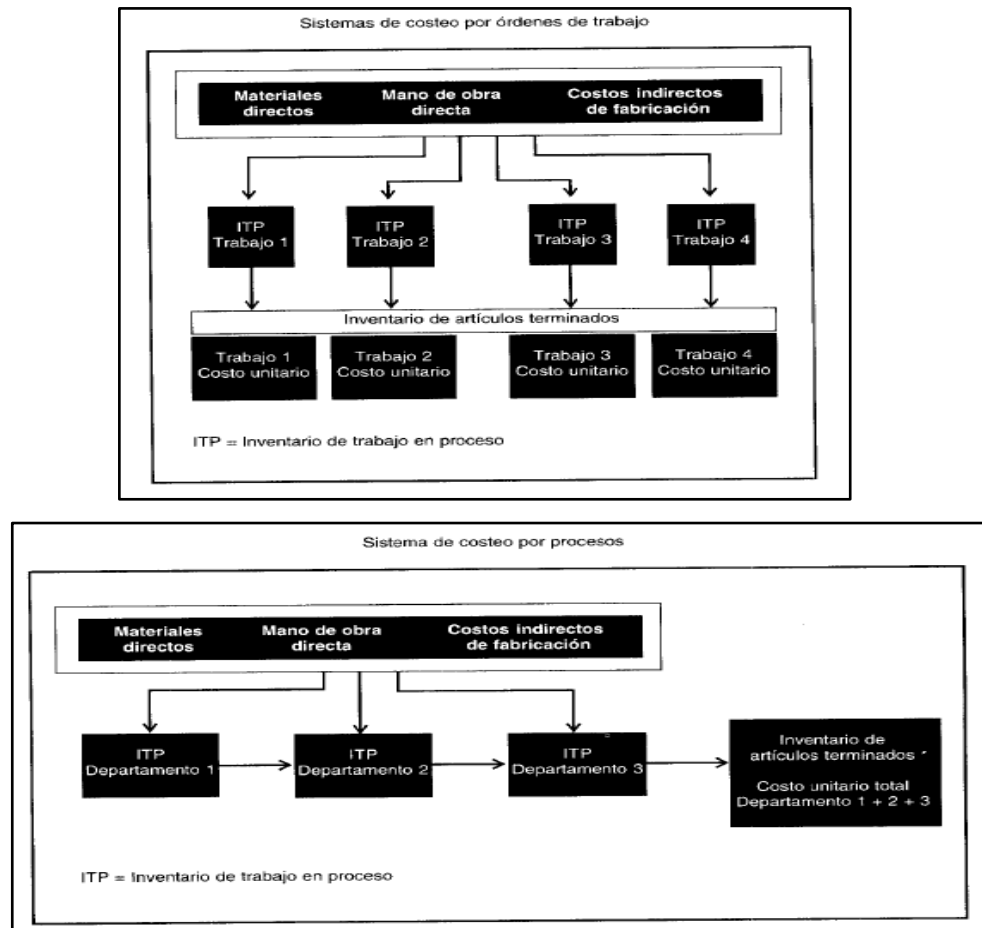 Sistemas de costeo por órdenes de trabajo
Materiales directos
Mano de obra directa
Costos indirectos de fabricación
ITP
Trabajo 1
ITP
Trabajo 2
ITP
Trabajo 3
ITP
Trabajo 4
Inventario de artículos terminados
Trabajo 1
Costo unitario
Trabajo 2
Costo unitario
Trabajo 3
Costo unitario
Trabajo 4
Costo unitario
ITP = Inventario de trabajo en proceso
Sistema de costeo por procesos
Materiales directos
Mano de obra directa
Costos indirectos de fabricación
ITP
Departamento 1
ITP
Departamento 2
ITP
Departamento 3
Inventario de
artículos terminados
Costo unitario total
Departamento 1 + 2 + 3
ITP = Inventario de trabajo en proceso